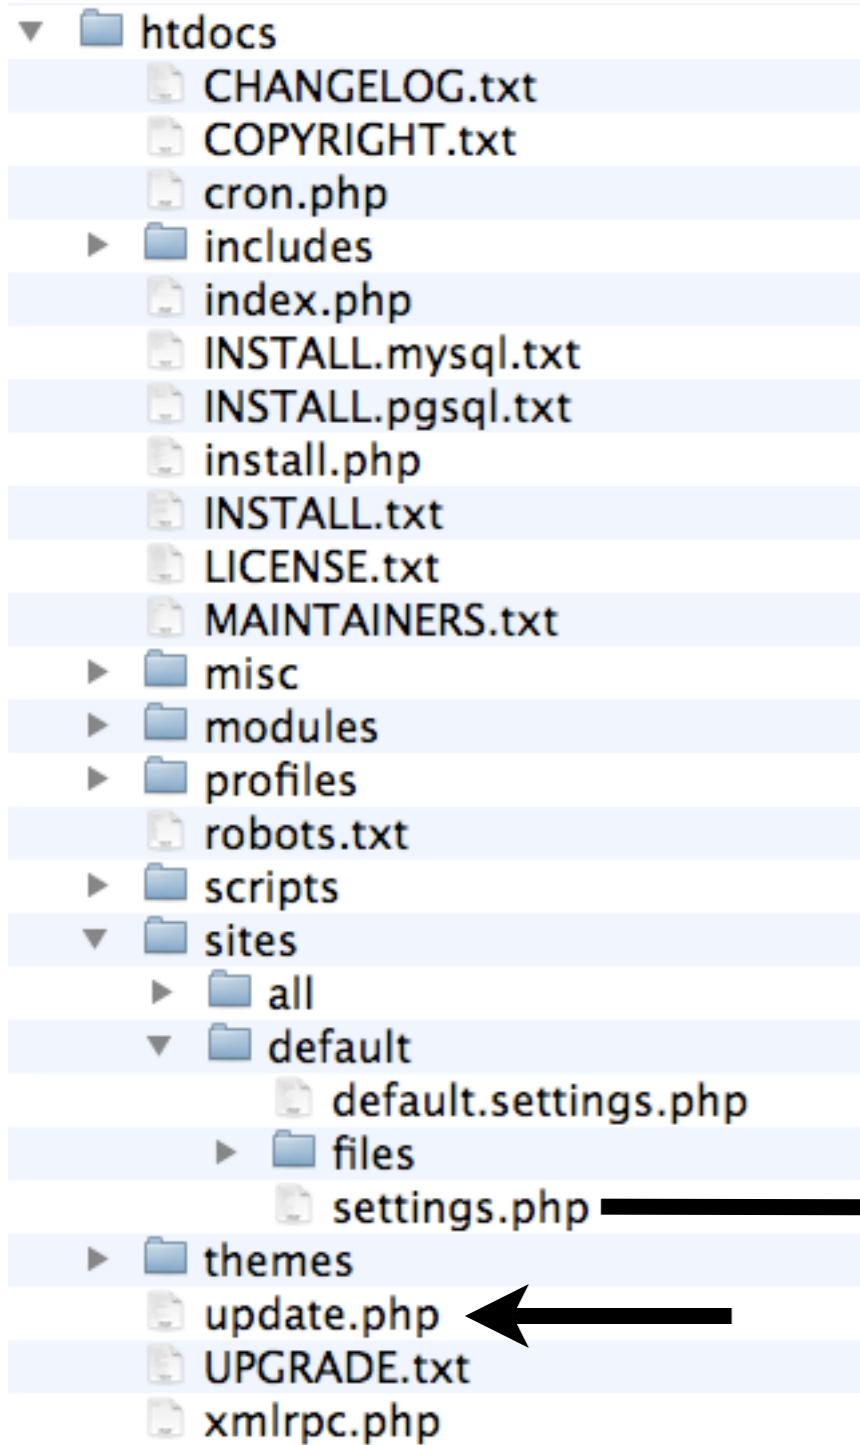 htdocs
CHANGELOG.txt
COPYRIGHT.txt
cron.php
includes
index.php
INSTALL.mysql.txt
INSTALL.pgsql.txt
install.php
INSTALL.txt
LICENSE.txt
MAINTAINERS.txt
misc
modules
profiles
robots.txt
scripts
sites
all
default
default.settings.php
files
settings.php
themes
update.php
UPGRADE.txt
xmlrpc.php